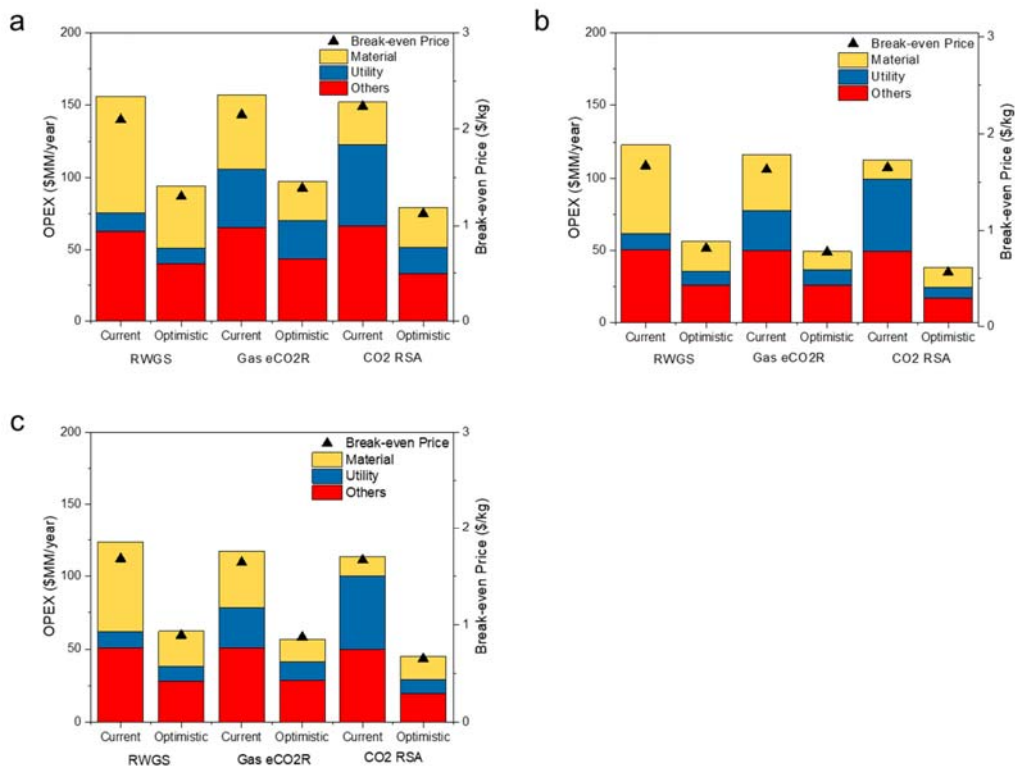 a
200
150
100
50
0
OPEX ($MM/year)
3
2
1
0
Break-even Price ($/kg)
Break-even Price
Material
Utility
Others
Current Optimistic Current Optimistic Current Optimistic
RWGS Gas eCO2R CO2 RSA
b
200
150
100
50
0
OPEX ($MM/year)
3
2
1
0
Break-even Price ($/kg)
Break-even Price
Material
Utility
Others
Current Optimistic Current Optimistic Current Optimistic
RWGS Gas eCO2R CO2 RSA
c
200
150
100
50
0
OPEX ($MM/year)
3
2
1
0
Break-even Price ($/kg)
Break-even Price
Material
Utility
Others
Current Optimistic Current Optimistic Current Optimistic
RWGS Gas eCO2R CO2 RSA